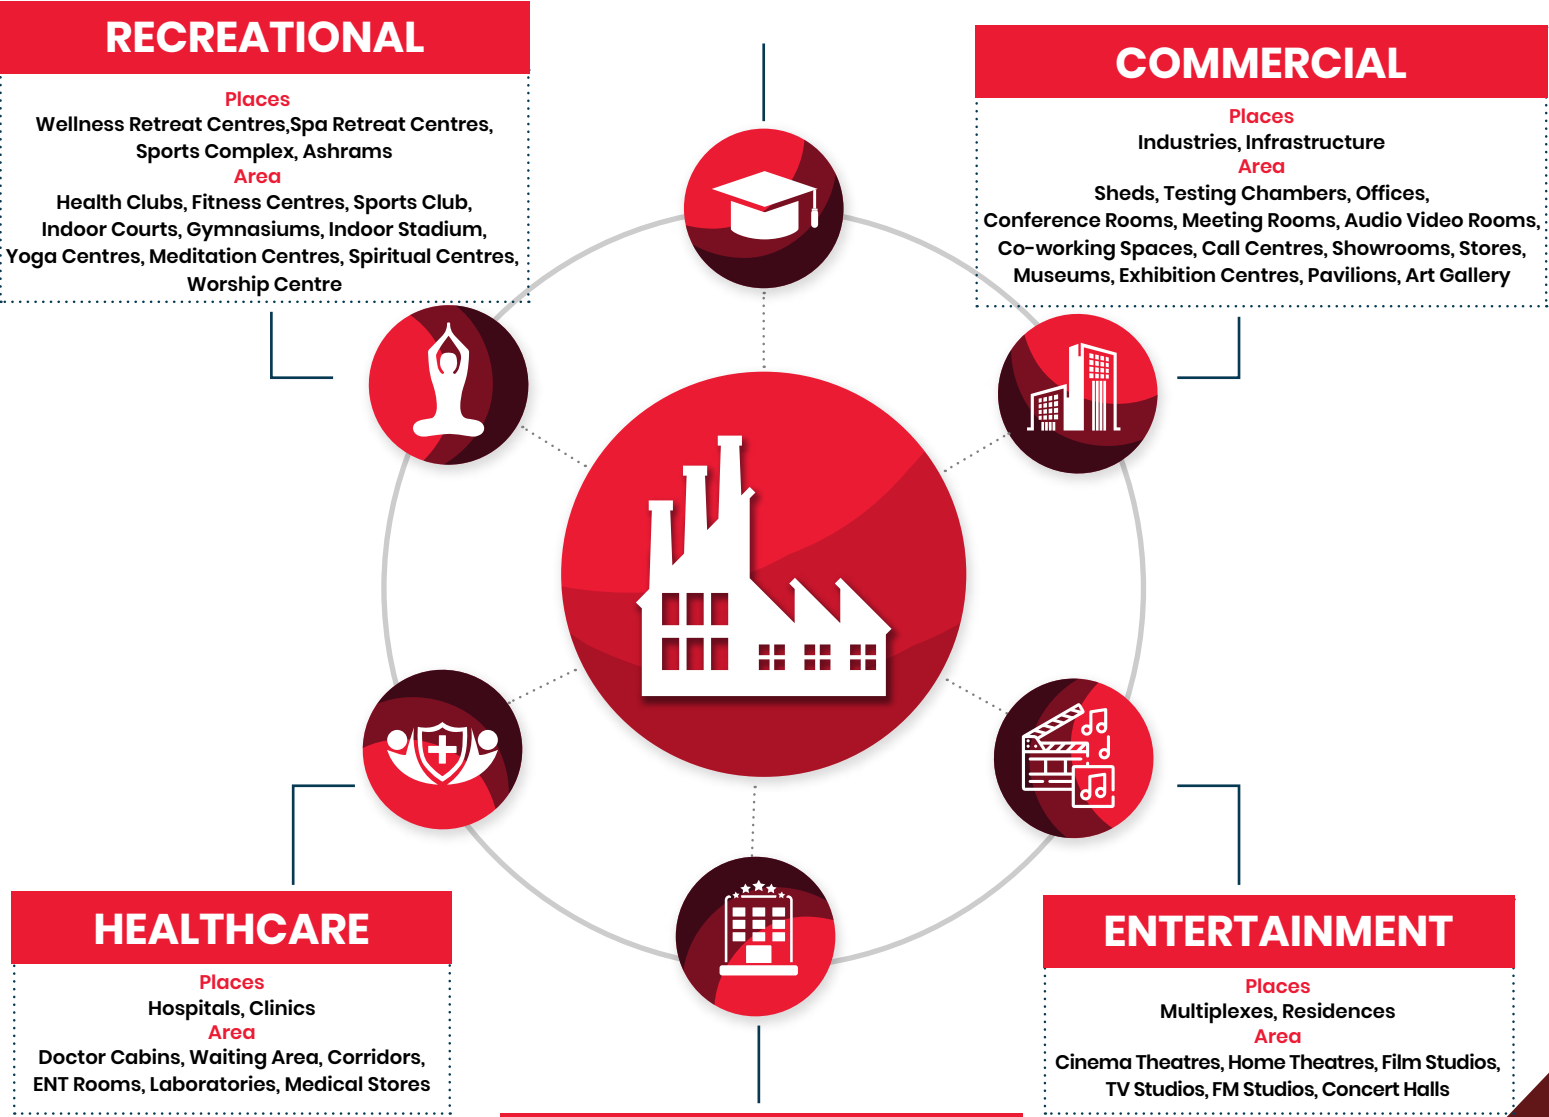 RECREATIONAL
Places
Wellness Retreat Centres,Spa Retreat Centres,
Sports Complex, Ashrams
Area
Health Clubs, Fitness Centres, Sports Club,
Indoor Courts, Gymnasiums, Indoor Stadium,
Yoga Centres, Meditation Centres, Spiritual Centres,
Worship Centre
COMMERCIAL
Places
Industries, Infrastructure
Area
Sheds, Testing Chambers, Offices,
Conference Rooms, Meeting Rooms, Audio Video Rooms,
Co-working Spaces, Call Centres, Showrooms, Stores,
Museums, Exhibition Centres, Pavilions, Art Gallery
HEALTHCARE
Places
Hospitals, Clinics
Area
Doctor Cabins, Waiting Area, Corridors,
ENT Rooms, Laboratories, Medical Stores
ENTERTAINMENT
Places
Multiplexes, Residences
Area
Cinema Theatres, Home Theatres, Film Studios,
TV Studios, FM Studios, Concert Halls